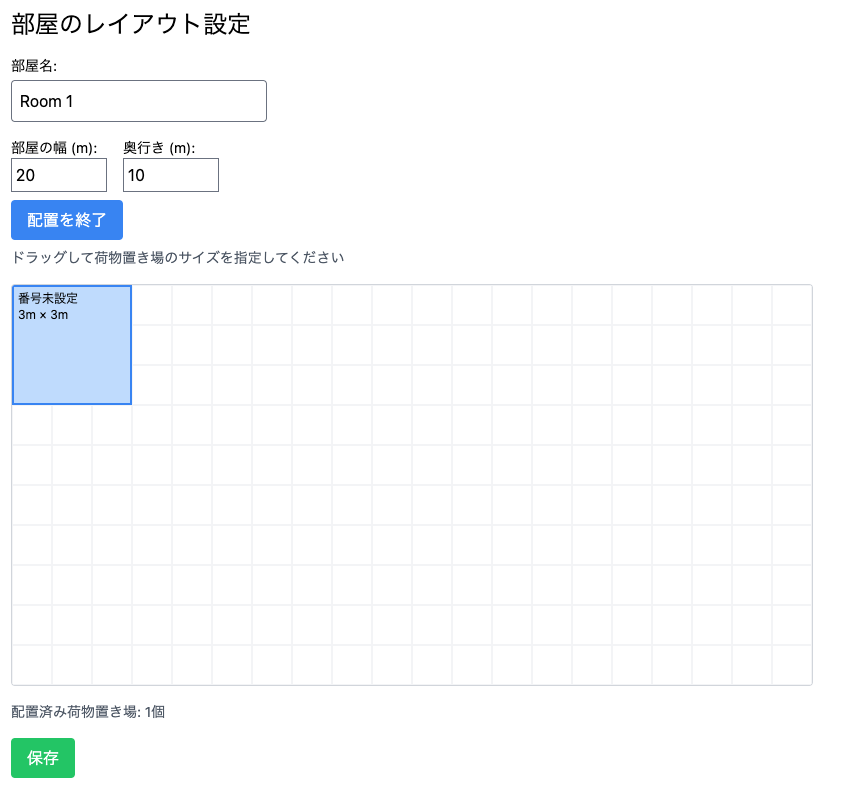 部屋のレイアウト設定
部屋名:
Room 1
部屋の幅 (m): 奥行き (m):
20 10
配置を終了
ドラッグして荷物置き場のサイズを指定してください
番号未設定
3m × 3m
配置済み荷物置き場: 1個
保存